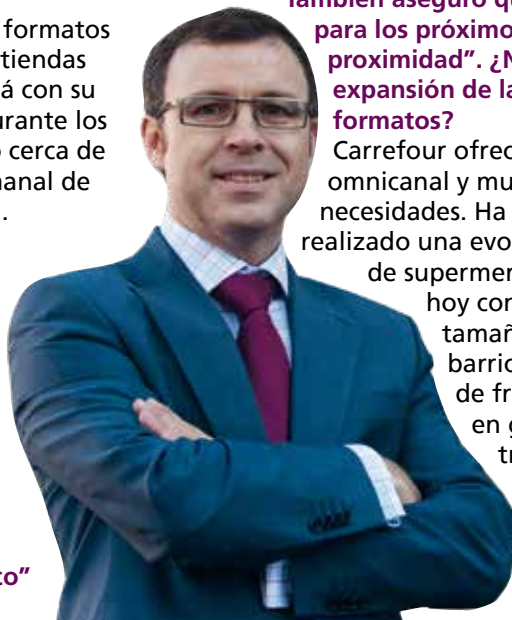 formatos
tiendas
á con su
urante los
cerca de
nanal de
.
to”
También aseguró qu
para los próximo
proximidad”. ¿N
expansión de la
formatos?
Carrefour ofrec
omnicanal y mu
necesidades. Ha
realizado una evo
de supermer
hoy con
tamañ
barrio
de fr
en g
tr